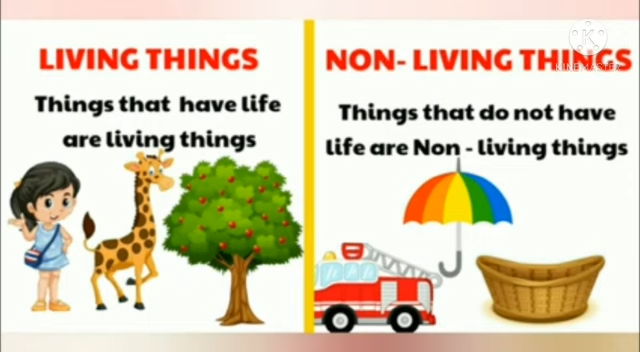 LIVING THINGS
Things that have life
are living things
NON- LIVING THINGS
Things that do not have
life are Non - living things
K
KINEMASTER